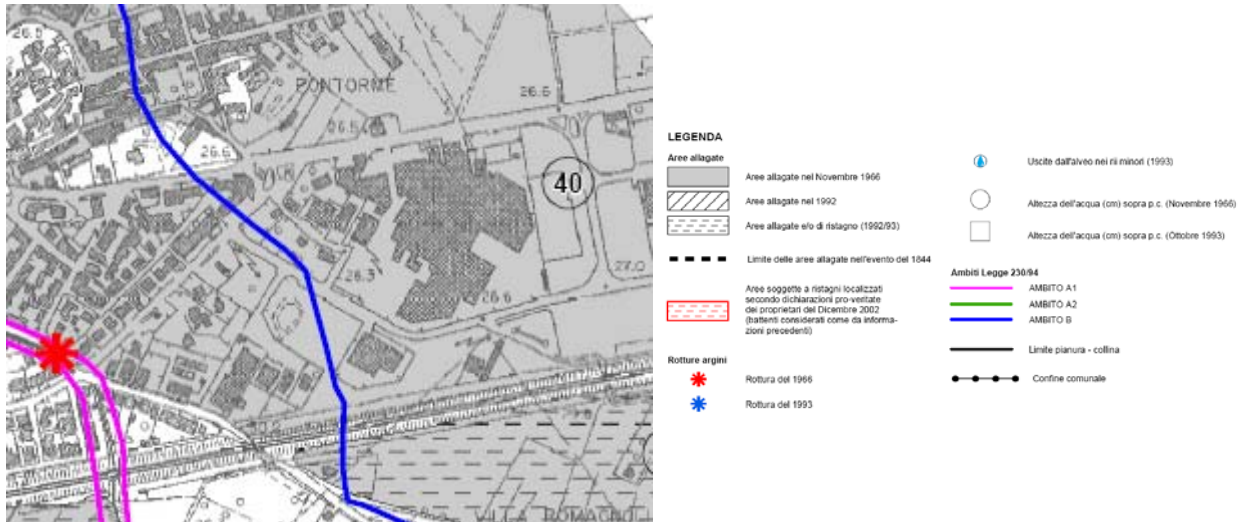 26.5
PONTORME
26.6
26.5
26.6
40
26.3
27.0
26.6
VILLA ROMAGNO
LEGENDA
Aree allagate
Aree allagate nel Novembre 1966
Aree allagate nel 1992
Aree allagate e/o di ristagno (1992/93)
Limite delle aree allagate nell'evento del 1844
Aree soggette a ristagni localizzati
secondo dichiarazioni pro-veritate
dei proprietari del Dicembre 2002
(battenti considerati come da informa-
zioni precedenti)
Rotture argini
Rottura del 1966
Rottura del 1993
Uscite dall'alveo nei rii minori (1993)
Altezza dell'acqua (cm) sopra p.c. (Novembre 1966)
Altezza dell'acqua (cm) sopra p.c. (Ottobre 1993)
Ambiti Legge 230/94
AMBITO A1
AMBITO A2
AMBITO B
Limite pianura - collina
Confine comunale